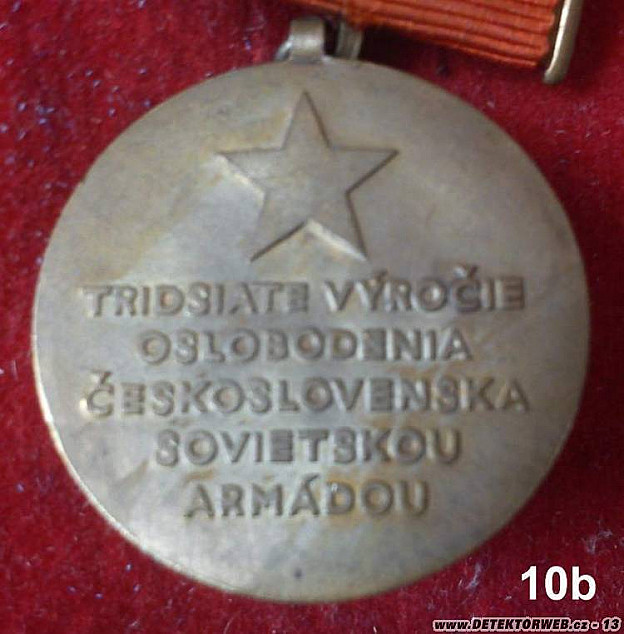 TRIDSIATE VÝROČIE
OSLOBODENIA
ČESKOSLOVENSKA
SOVIETSKOU
ARMÁDOU
10b
www.DETEKTORWEB.cz - 13